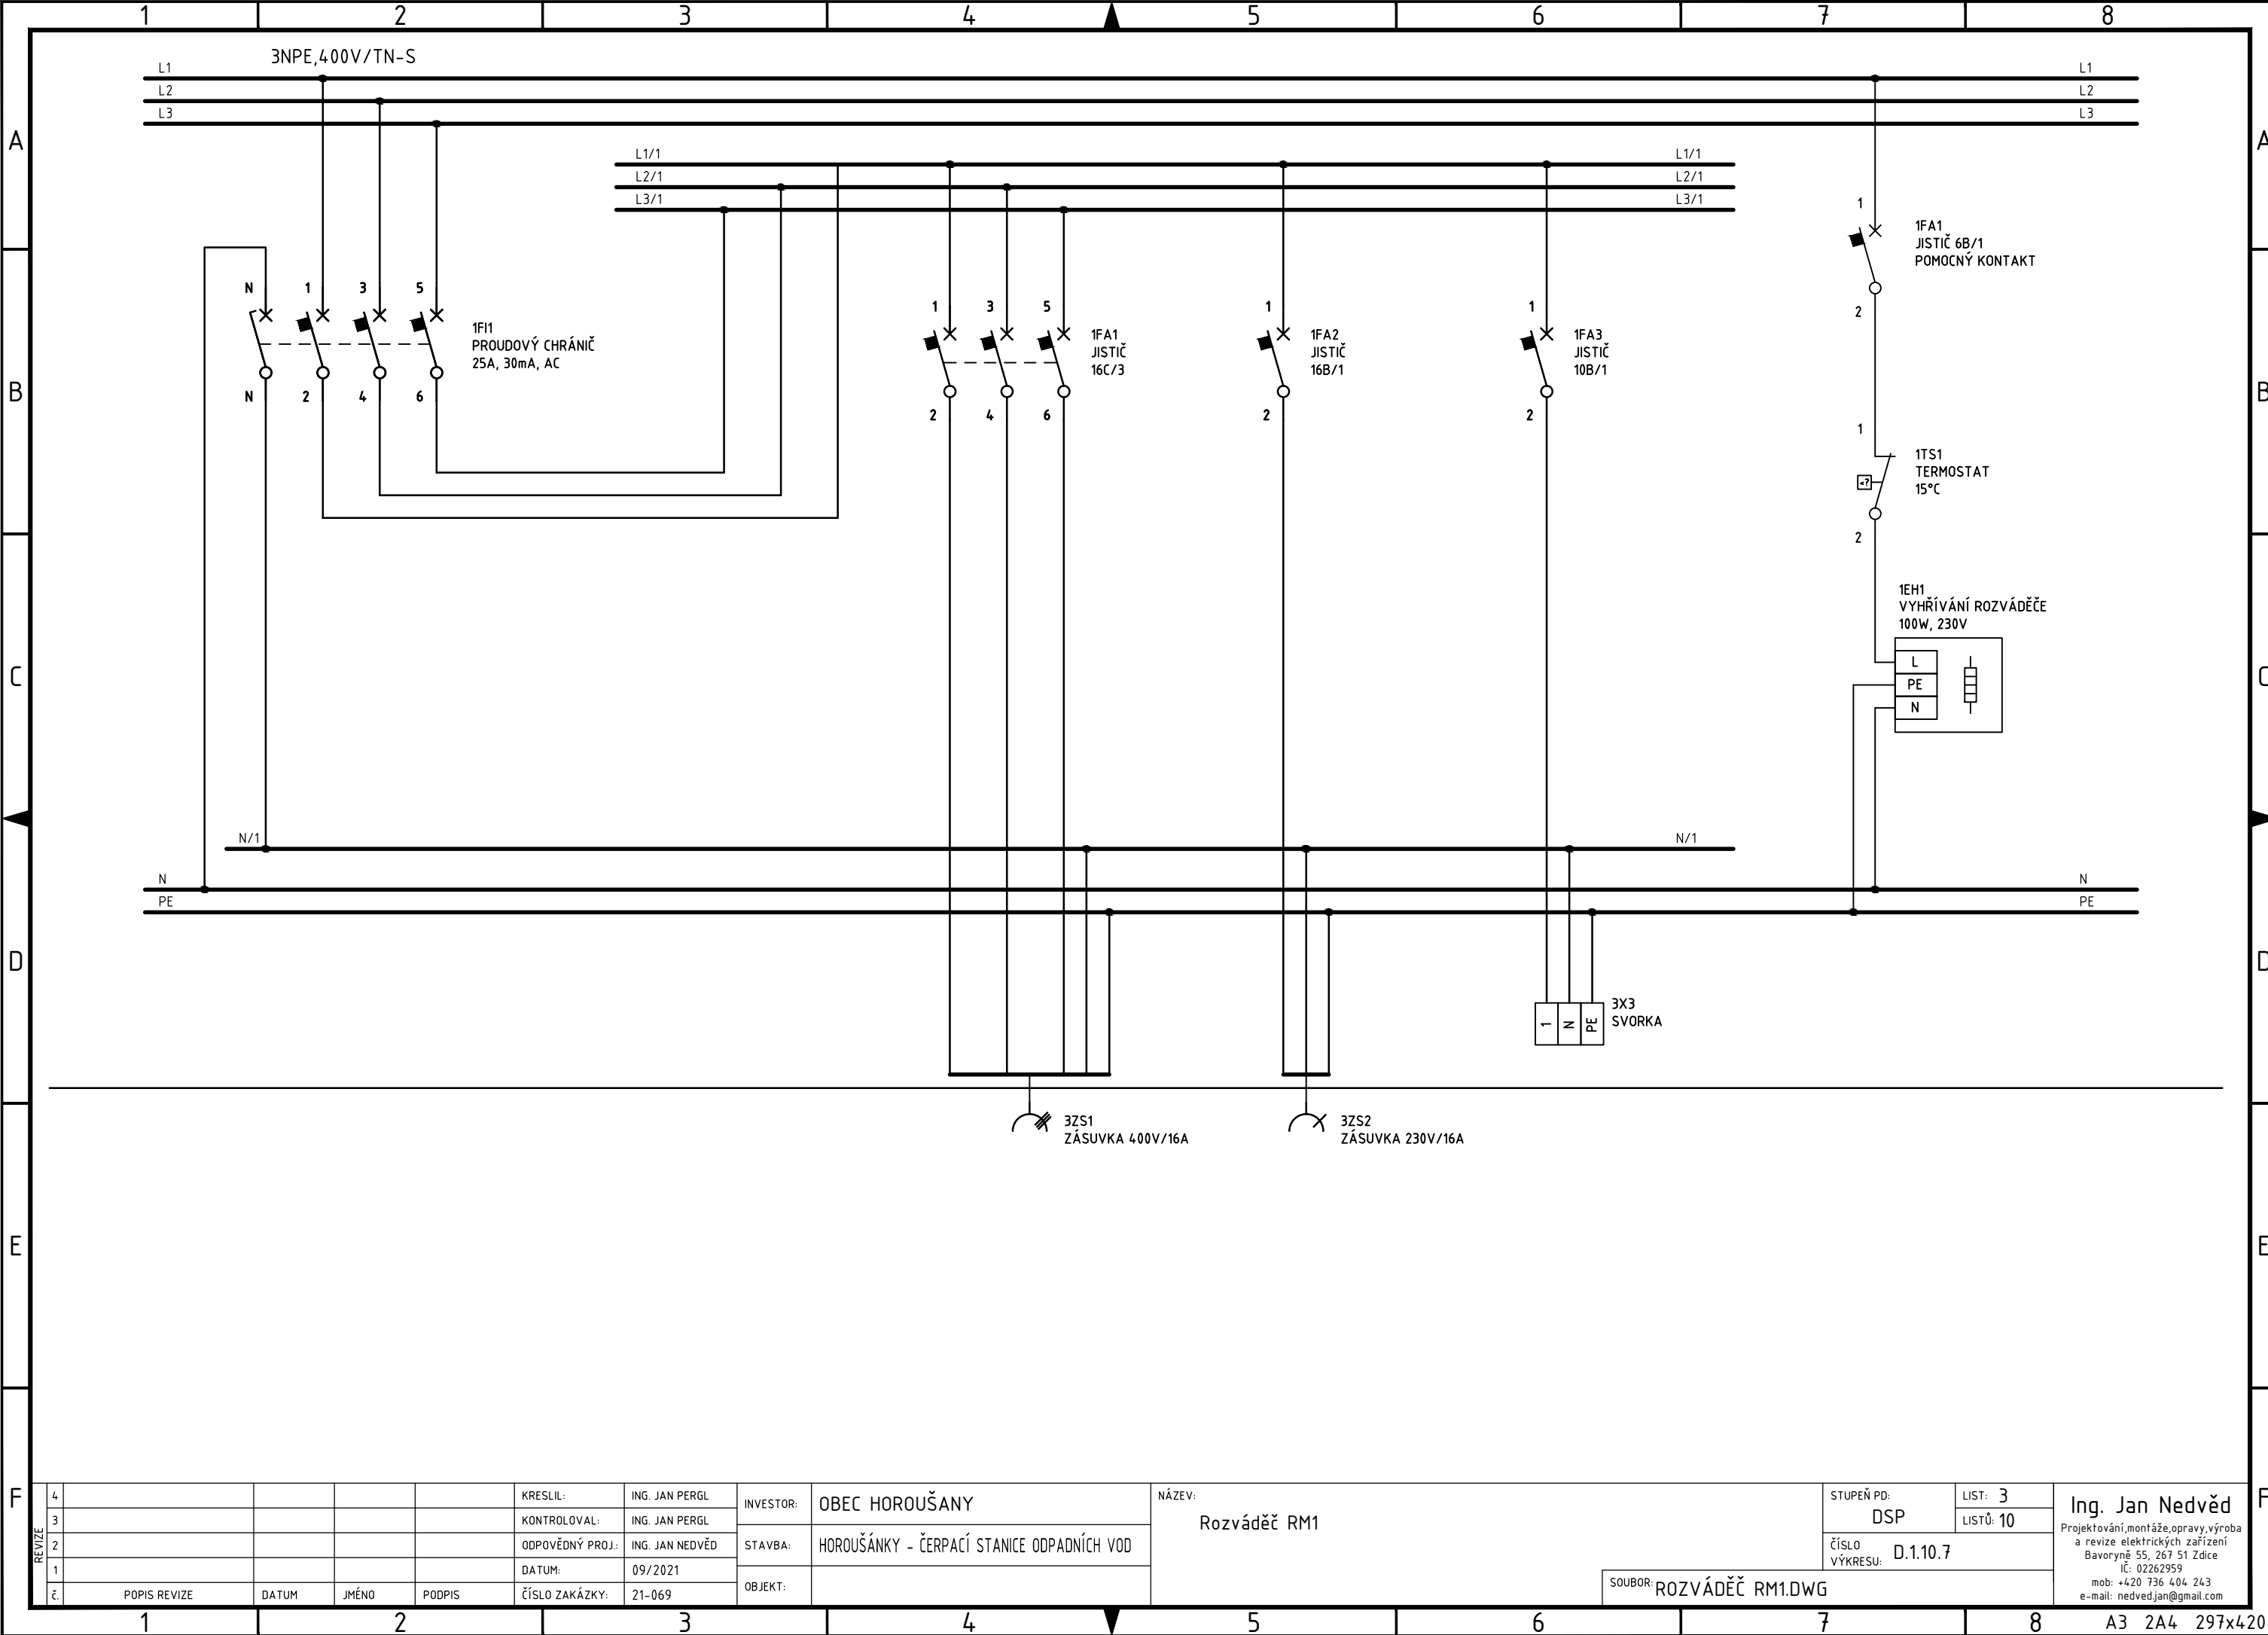 1 2 3 4 5 6 7 8
3NPE,400V/TN-S
L1 L1
L2 L2
L3 L3
A A
L1/1 L1/1
L2/1 L2/1
L3/1 L3/1
1
1FA1
JISTIČ 6B/1
POMOCNÝ KONTAKT
2
N 1 3 5
1FI1
PROUDOVÝ CHRÁNIČ
25A, 30mA, AC
N 2 4 6
1 3 5
1FA1
JISTIČ
16C/3
2 4 6
1
1FA2
JISTIČ
16B/1
2
1
1FA3
JISTIČ
10B/1
2
B B
1
1TS1
TERMOSTAT
15°C
<?
2
1EH1
VYHŘÍVÁNÍ ROZVÁDĚČE
100W, 230V
L
PE
N
C C
N/1 N/1
N N
PE PE
D D
3X3
SVORKA
1 N PE
3ZS1
ZÁSUVKA 400V/16A
3ZS2
ZÁSUVKA 230V/16A
E E
F F
REVIZE
4
3
2
1
č. POPIS REVIZE DATUM JMÉNO PODPIS
KRESLIL: ING. JAN PERGL
KONTROLOVAL: ING. JAN PERGL
ODPOVĚDNÝ PROJ.: ING. JAN NEDVĚD
DATUM: 09/2021
ČÍSLO ZAKÁZKY: 21-069
INVESTOR: OBEC HOROUŠANY
STAVBA: HOROUŠÁNKY - ČERPACÍ STANICE ODPADNÍCH VOD
OBJEKT:
NÁZEV:
Rozváděč RM1
SOUBOR: ROZVÁDĚČ RM1.DWG
STUPEŇ PD:
DSP
LIST: 3
LISTŮ: 10
ČÍSLO
VÝKRESU: D.1.10.7
Ing. Jan Nedvěd
Projektování,montáže,opravy,výroba
a revize elektrických zařízení
Bavoryně 55, 267 51 Zdice
IČ: 02262959
mob: +420 736 404 243
e-mail: nedved.jan@gmail.com
1 2 3 4 5 6 7 8
A3 2A4 297x420